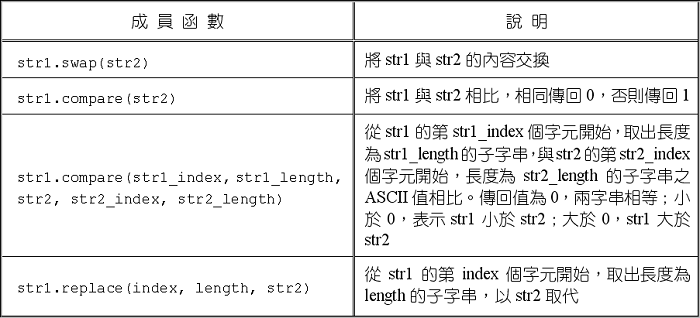 成員函數
說明
str1.swap(str2)
將 str1 與 str2 的內容交換
str1.compare(str2)
將 str1 與 str2 相比，相同傳回 0，否則傳回 1
str1.compare(str1_index,str1_length,
str2, str2_index, str2_length)
從 str1 的第 str1_index 個字元開始，取出長度
為 str1_length 的子字串，與 str2 的第 str2_index
個字元開始，長度為 str2_length 的子字串之
ASCII 值相比。傳回值為 0，兩字串相等；小
於 0，表示 str1 小於 str2；大於 0，str1 大於
str2
str1.replace(index, length, str2)
從 str1 的第 index 個字元開始，取出長度為
length 的子字串，以 str2 取代